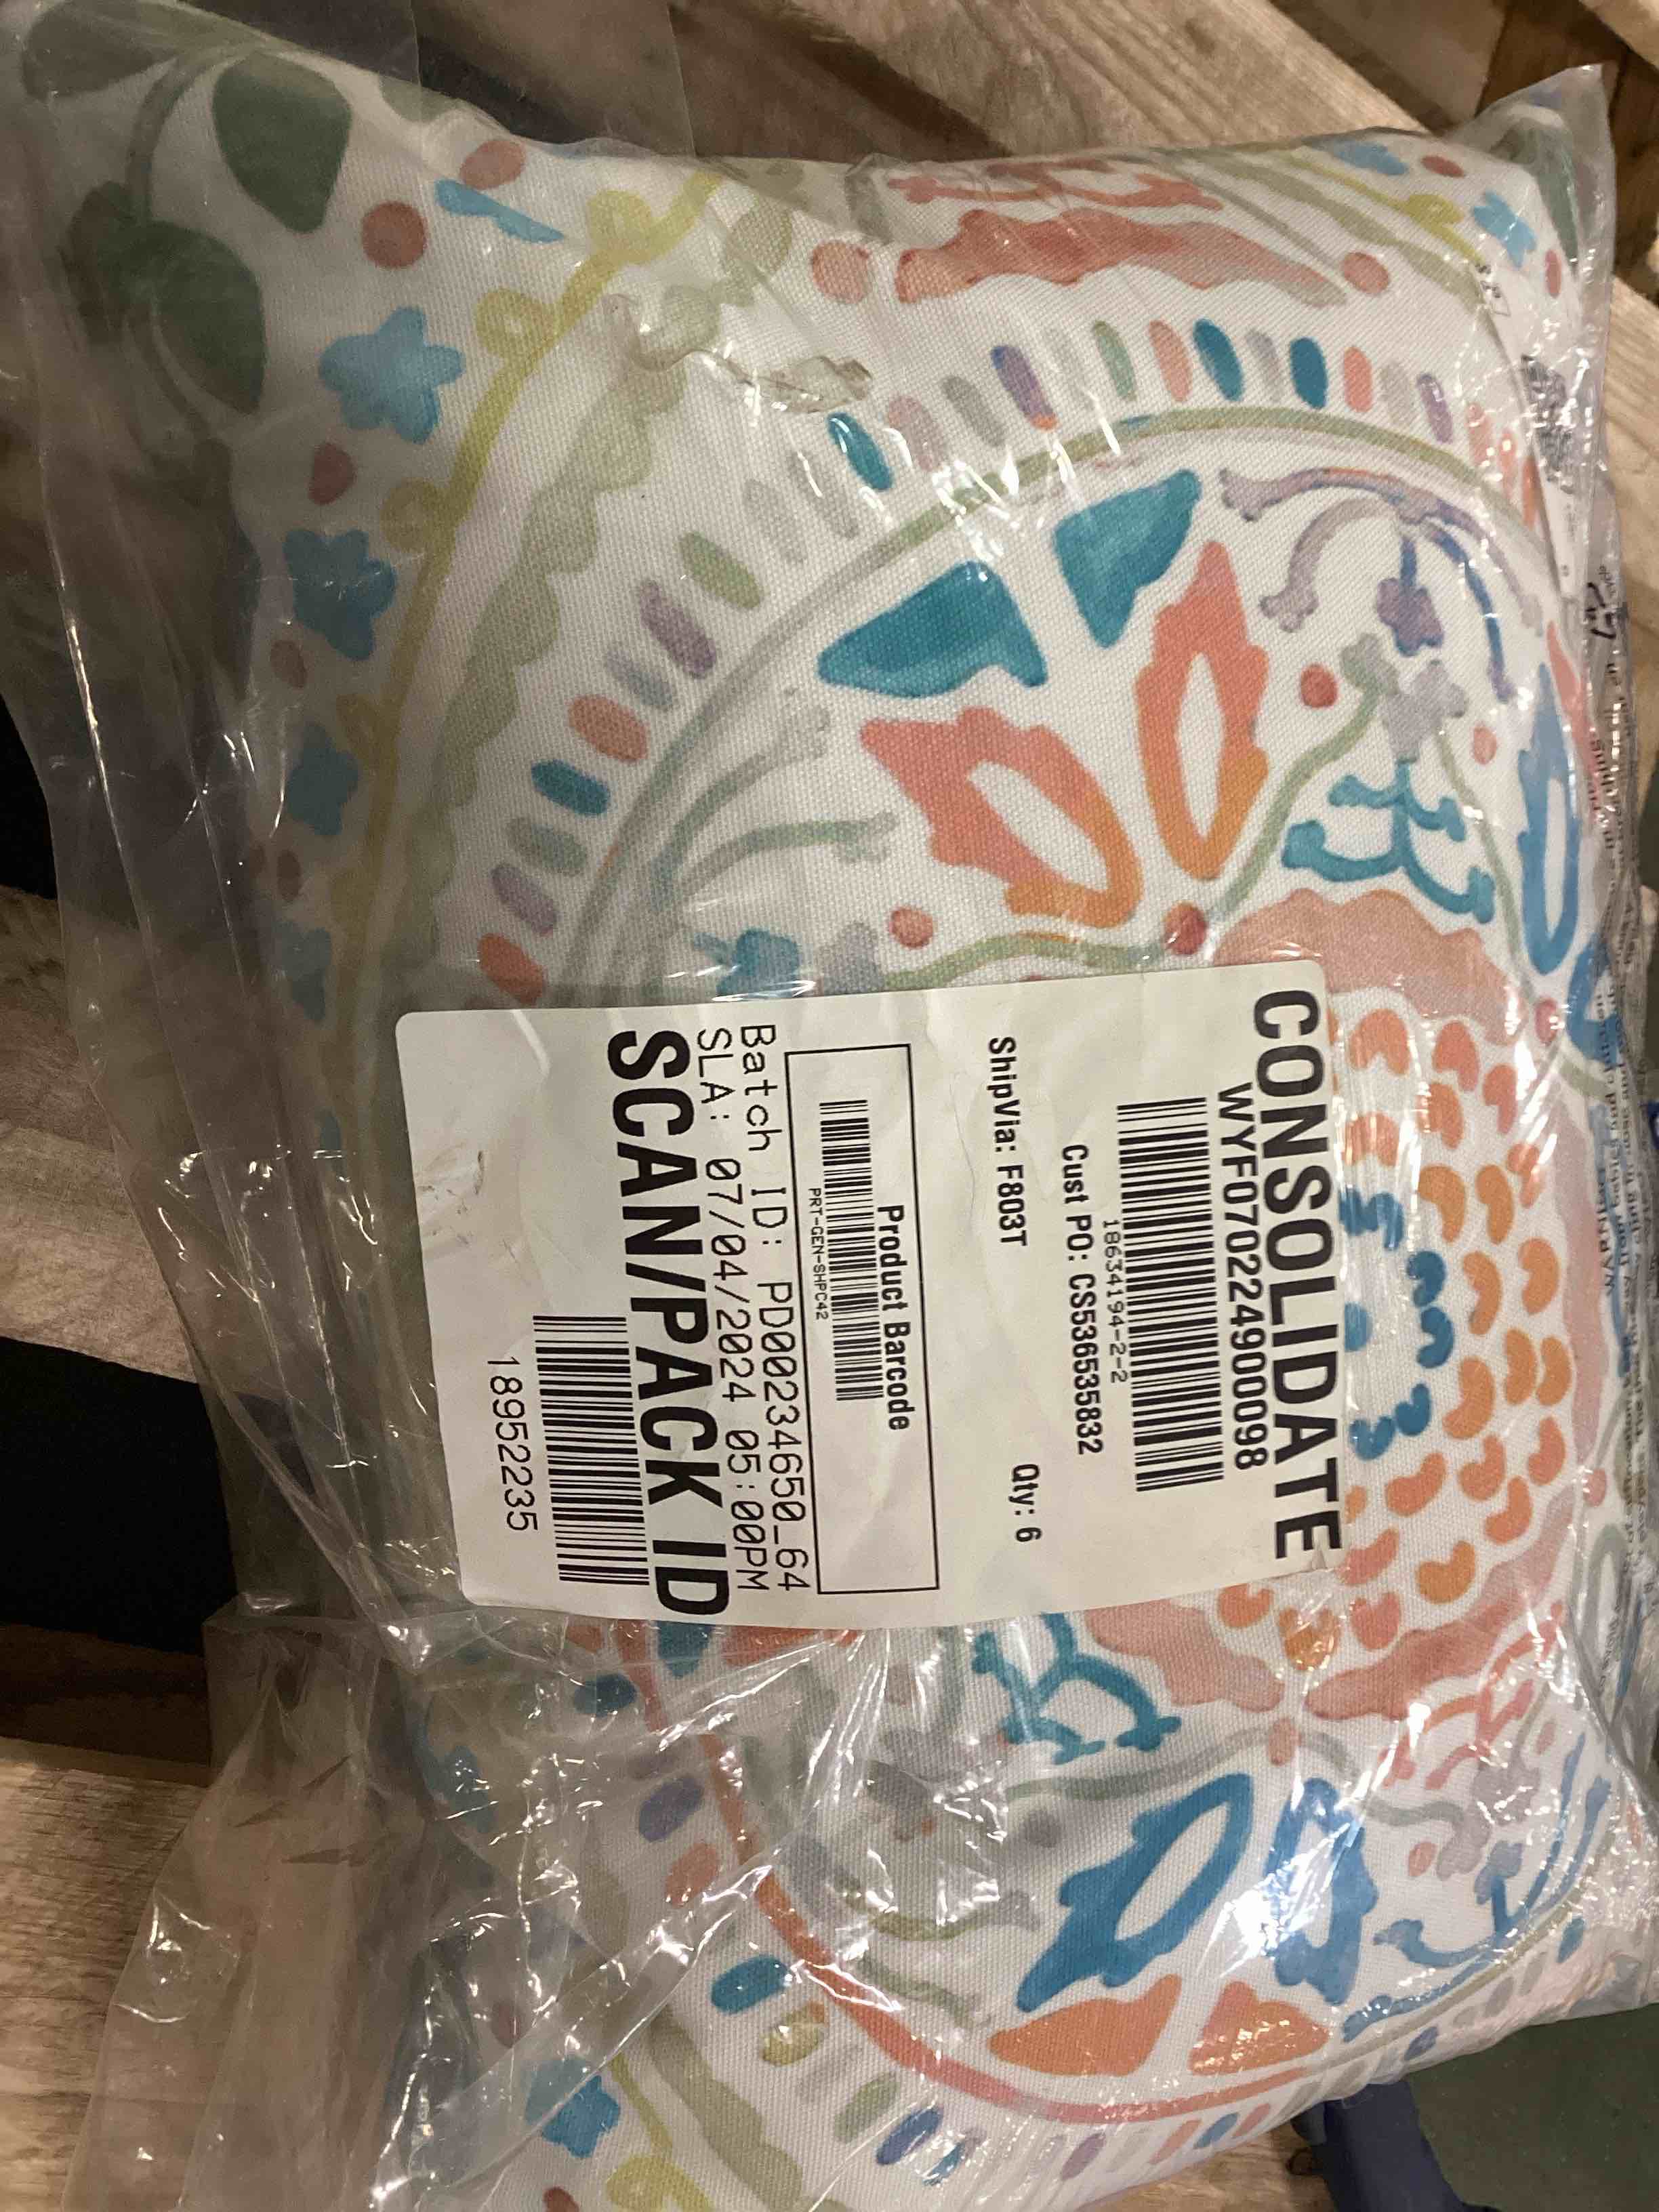 CONSOLIDATE
WYF0702249000098
18634194-2-2
Cust PO: CS536535832
ShipVia: F803T Qty: 6
Product Barcode
PRT-GEN-SHPC42
Batch ID: PD00234650_64
SLA: 07/04/2024 05:00PM
SCAN/PACK ID
18952235